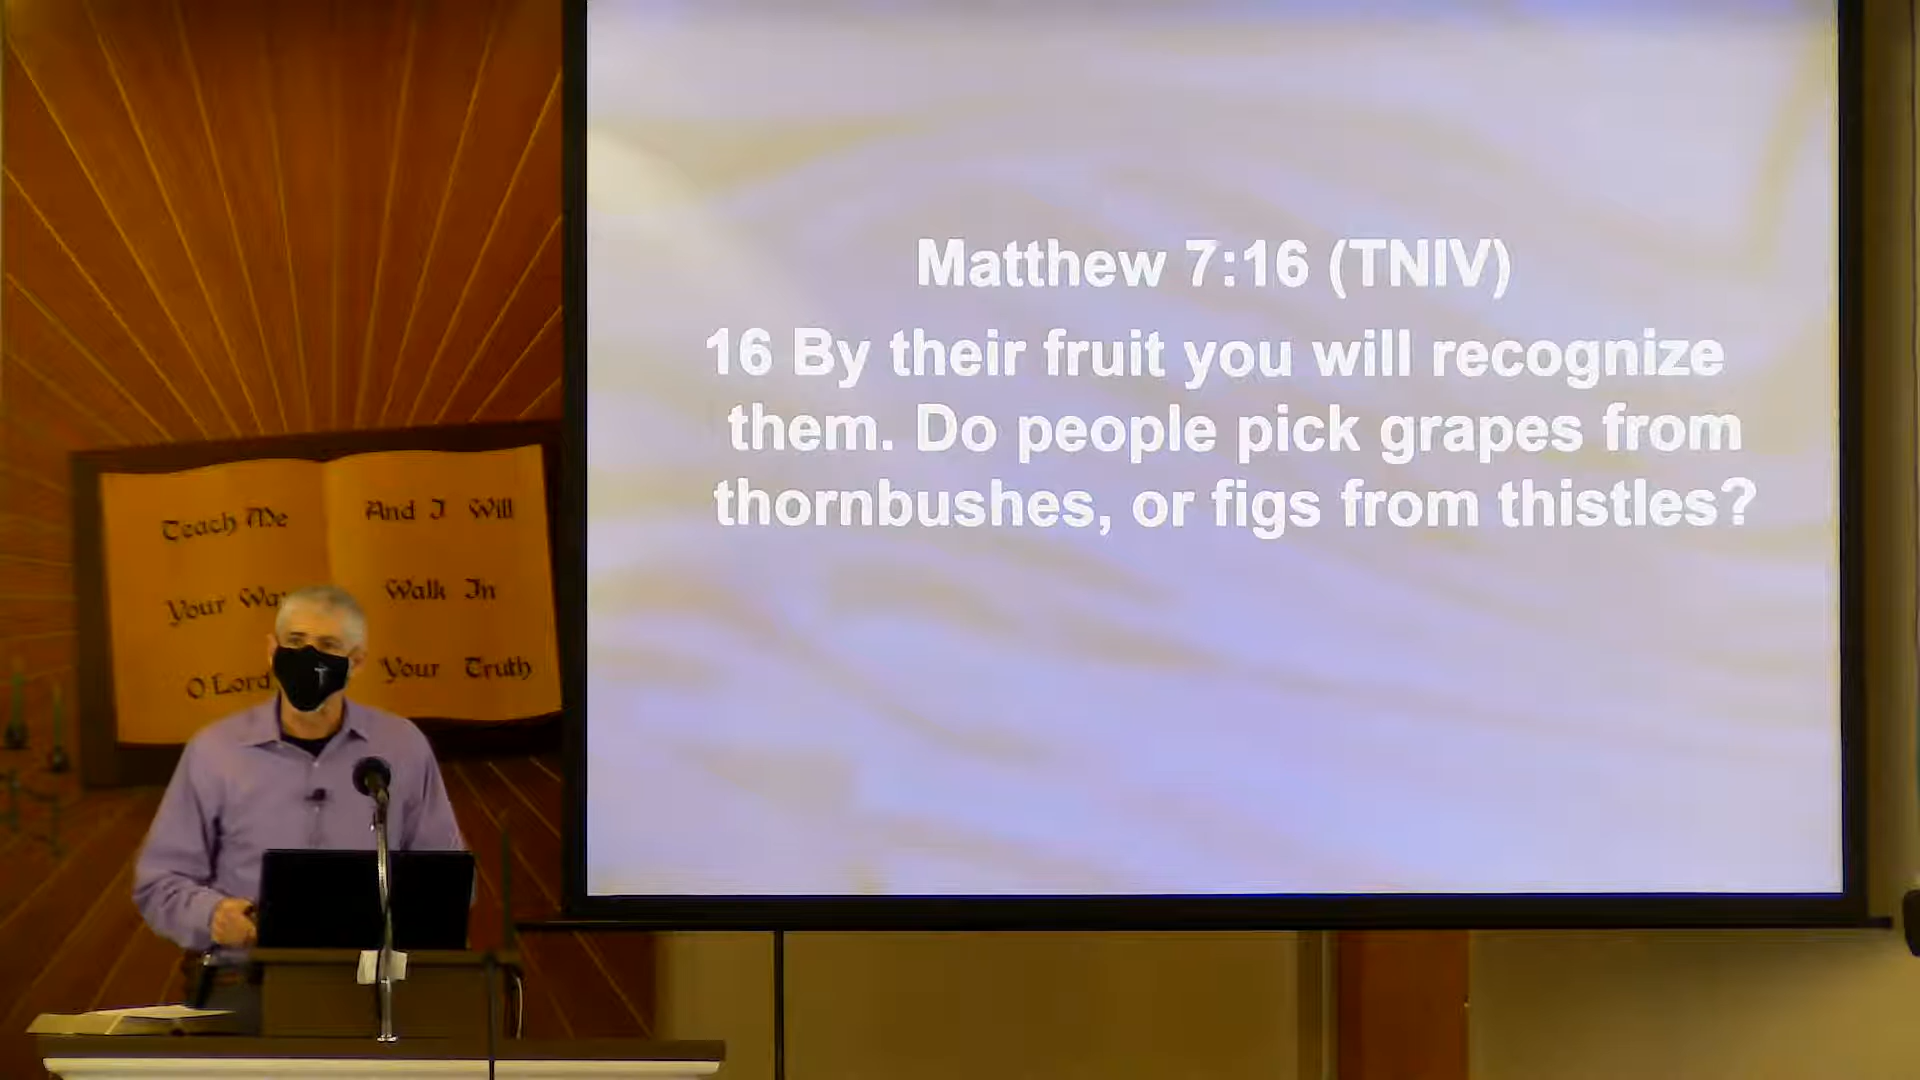 Matthew 7:16 (TNIV)
16 By their fruit you will recognize
them. Do people pick grapes from
thornbushes, or figs from thistles?
Teach Me
Your
O Lord
And I Will
Walk In
Your Truth